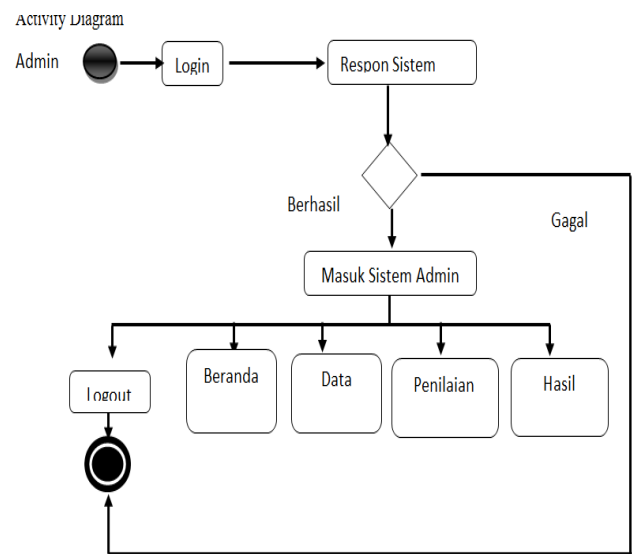 Activity Diagram
Admin
Login
Respon Sistem
Berhasil
Gagal
Masuk Sistem Admin
Logout
Beranda
Data
Penilaian
Hasil